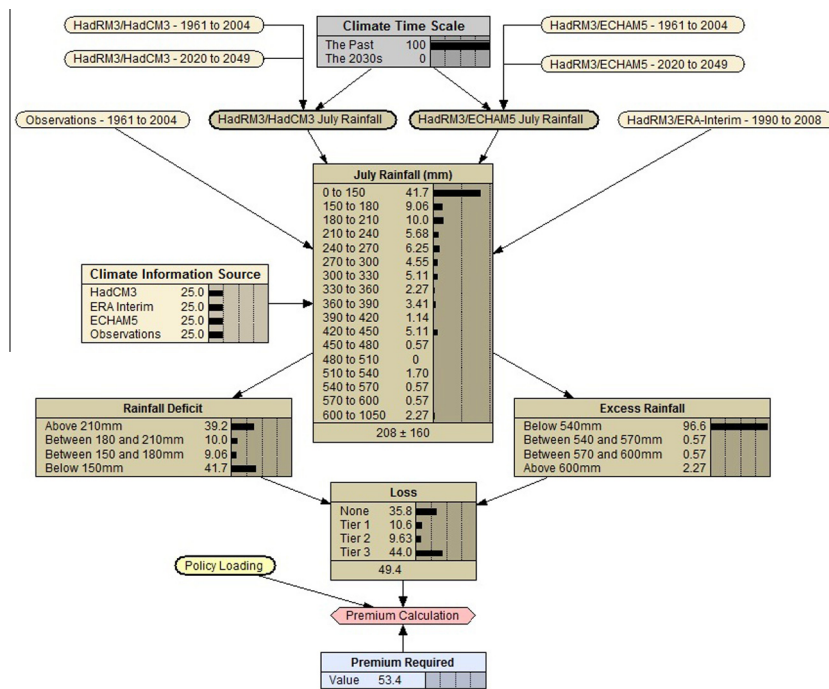 HadRM3/HadCM3 - 1961 to 2004
Climate Time Scale
The Past 100
The 2030s 0
HadRM3/ECHAM5 - 1961 to 2004
HadRM3/HadCM3 - 2020 to 2049
HadRM3/ECHAM5 - 2020 to 2049
Observations - 1961 to 2004
HadRM3/HadCM3 July Rainfall
HadRM3/ECHAM5 July Rainfall
HadRM3/ERA-Interim - 1990 to 2008
July Rainfall (mm)
0 to 150 41.7
150 to 180 9.06
180 to 210 10.0
210 to 240 5.68
240 to 270 6.25
270 to 300 4.55
300 to 330 5.11
330 to 360 2.27
360 to 390 3.41
390 to 420 1.14
420 to 450 5.11
450 to 480 0.57
480 to 510 0
510 to 540 1.70
540 to 570 0.57
570 to 600 0.57
600 to 1050 2.27
208 ± 160
Climate Information Source
HadCM3 25.0
ERA Interim 25.0
ECHAM5 25.0
Observations 25.0
Rainfall Deficit
Above 210mm 39.2
Between 180 and 210mm 10.0
Between 150 and 180mm 9.06
Below 150mm 41.7
Excess Rainfall
Below 540mm 96.6
Between 540 and 570mm 0.57
Between 570 and 600mm 0.57
Above 600mm 2.27
Loss
None 35.8
Tier 1 10.6
Tier 2 9.63
Tier 3 44.0
49.4
Policy Loading
Premium Calculation
Premium Required
Value 53.4